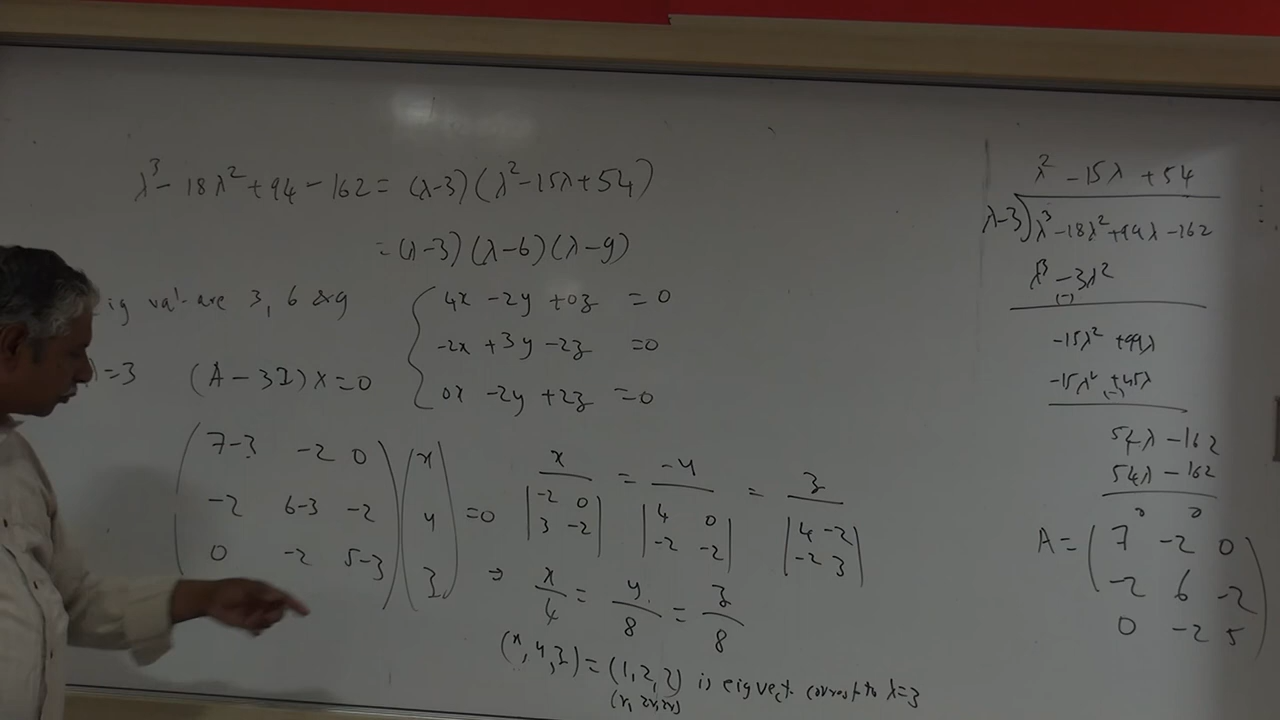 λ³ - 18λ² + 94 - 162 = (λ-3)(λ² - 15λ + 54)
= (λ-3)(λ-6)(λ-9)
ig val are 3, 6 & 9
4x - 2y + 0z = 0
-2x + 3y - 2z = 0
0x - 2y + 2z = 0
)=3 (A - 3I)X = 0
7-3 -2 0
-2 6-3 -2
0 -2 5-3
x
y
z
=0
x / |-2 0, 3 -2| = -y / |4 0, -2 -2| = z / |4 -2, -2 3|
⇒ x/4 = y/8 = z/8
(x, y, z) = (1, 2, 2) is eigvect. corresp. to λ=3
λ² - 15λ + 54
λ-3 ) λ³ - 18λ² + 99λ - 162
λ³ - 3λ²
(-)
-15λ² + 99λ
-15λ² + 45λ
(-)
54λ - 162
54λ - 162
0 0
A = (7 -2 0
-2 6 -2
0 -2 5)